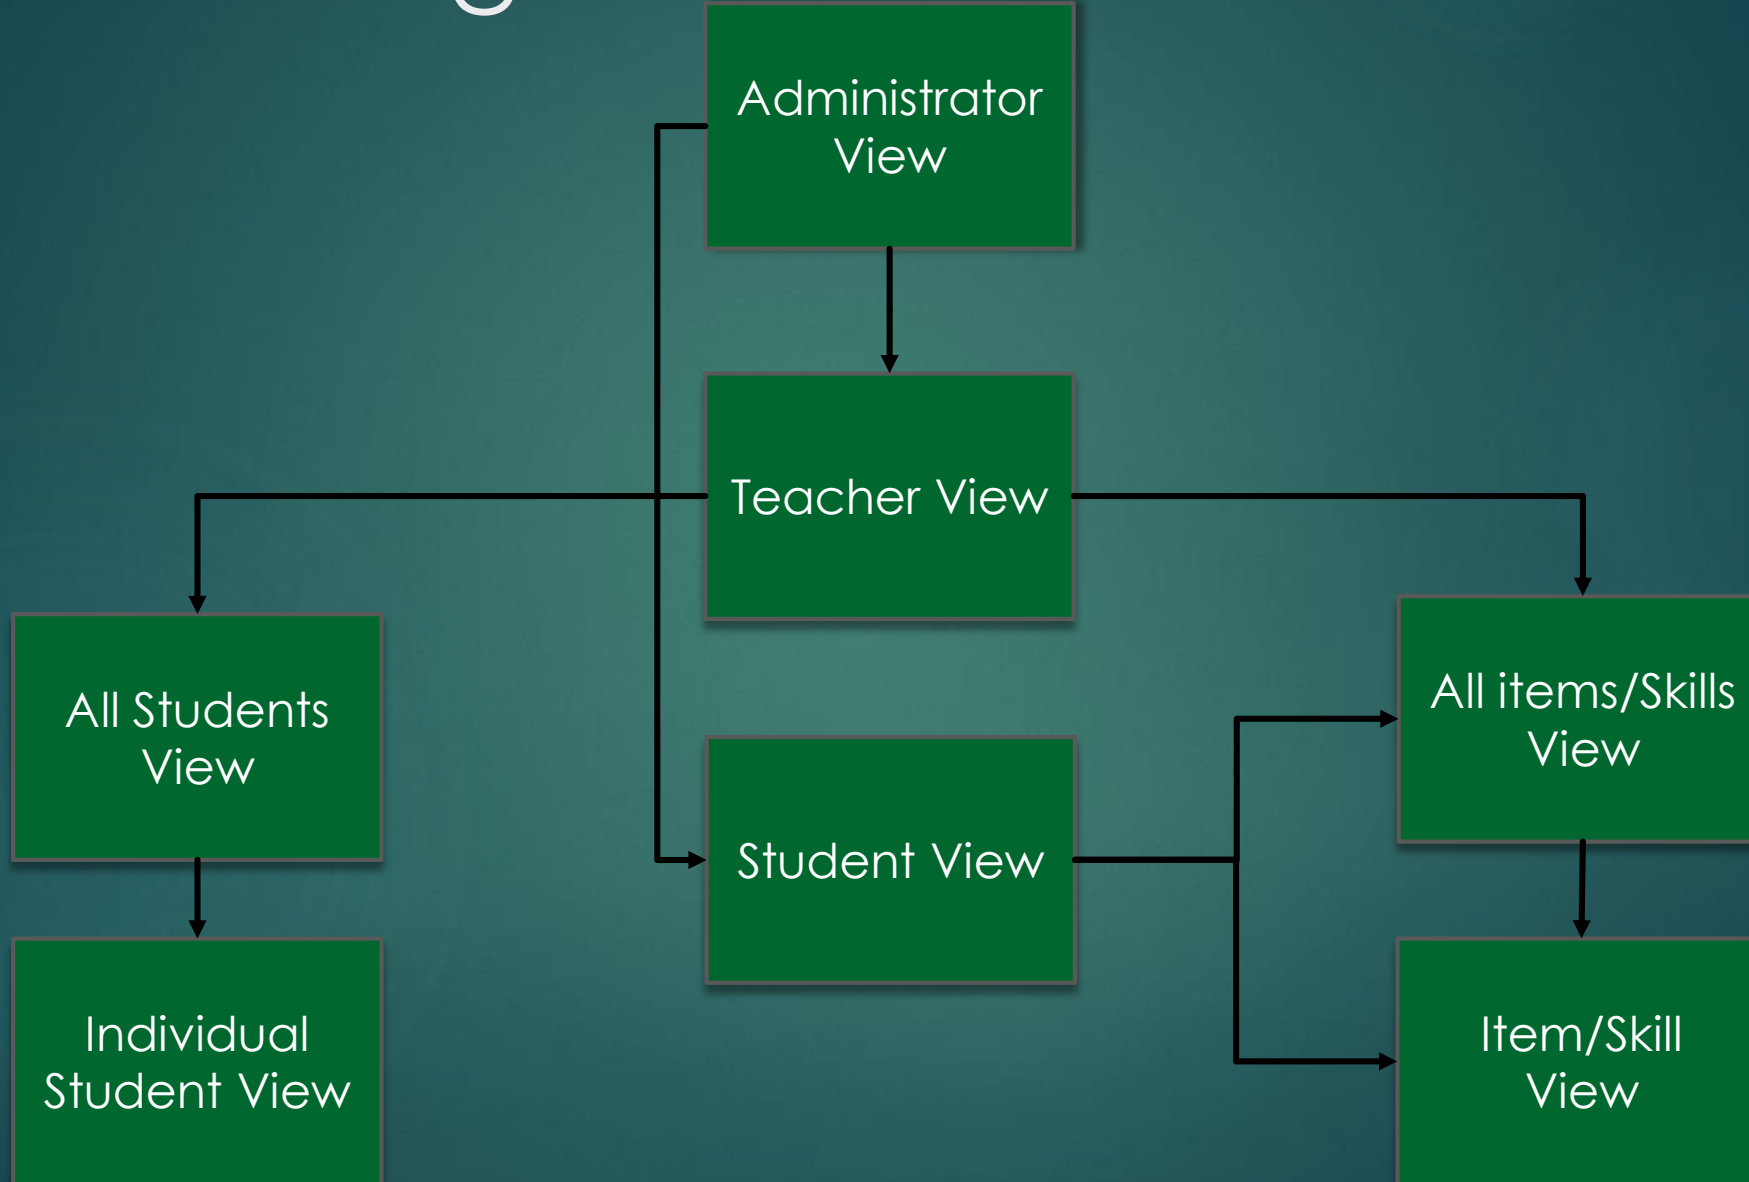 Administrator
View
Teacher View
All Students
View
All items/Skills
View
Student View
Individual
Student View
Item/Skill
View